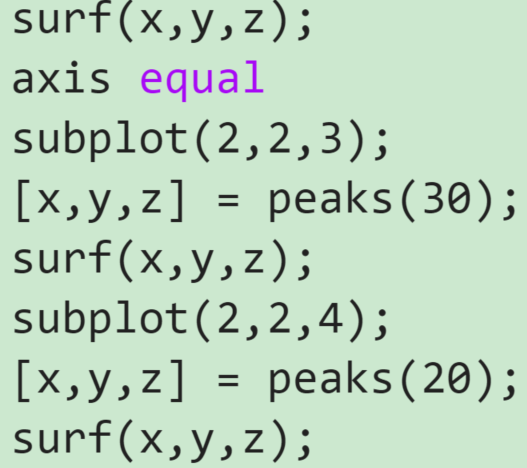 surf(x,y,z);
axis equal
subplot(2,2,3);
[x,y,z] = peaks(30);
surf(x,y,z);
subplot(2,2,4);
[x,y,z] = peaks(20);
surf(x,y,z);